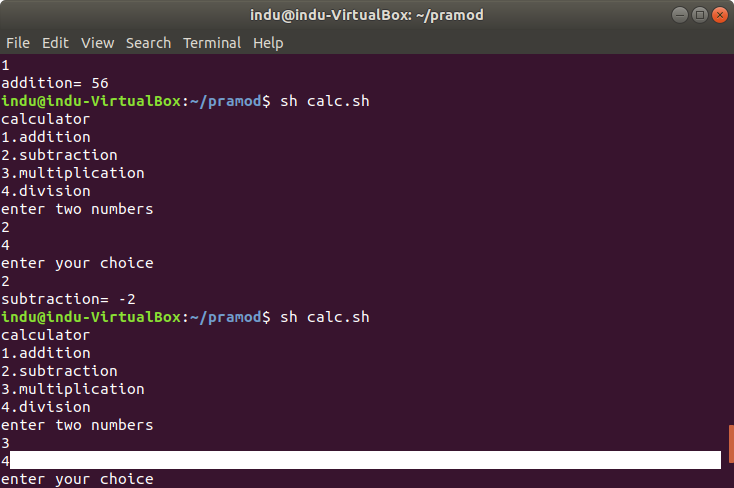 indu@indu-VirtualBox: ~/pramod
File Edit View Search Terminal Help
1
addition= 56
indu@indu-VirtualBox:~/pramod$ sh calc.sh
calculator
1.addition
2.subtraction
3.multiplication
4.division
enter two numbers
2
4
enter your choice
2
subtraction= -2
indu@indu-VirtualBox:~/pramod$ sh calc.sh
calculator
1.addition
2.subtraction
3.multiplication
4.division
enter two numbers
3
4
enter your choice